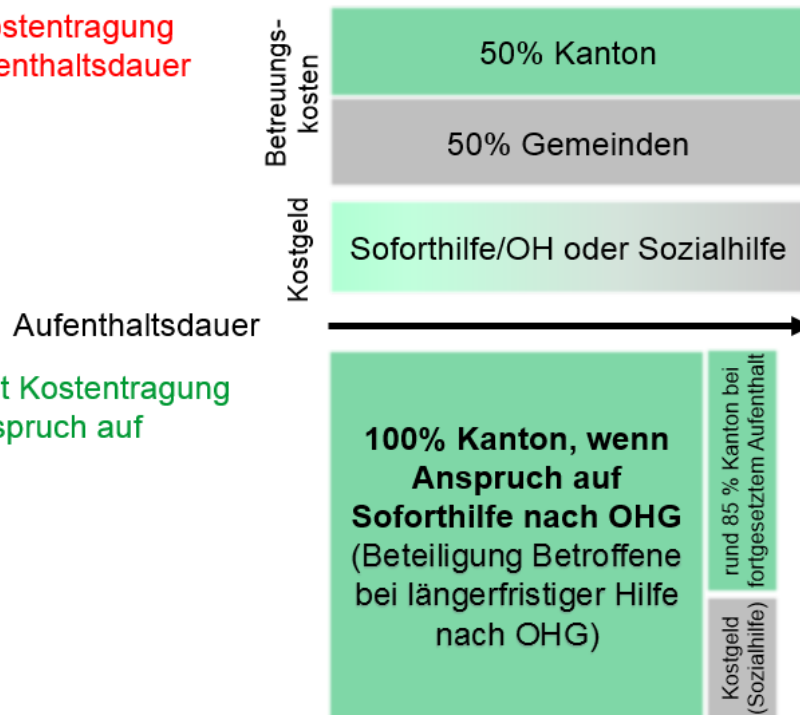 ostentragung
enthaltsdauer
Betreuungs-
kosten
50% Kanton
50% Gemeinden
Kostgeld
Soforthilfe/OH oder Sozialhilfe
Aufenthaltsdauer
t Kostentragung
spruch auf
100% Kanton, wenn
Anspruch auf
Soforthilfe nach OHG
(Beteiligung Betroffene
bei längerfristiger Hilfe
nach OHG)
rund 85 % Kanton bei
fortgesetztem Aufenthalt
Kostgeld
(Sozialhilfe)